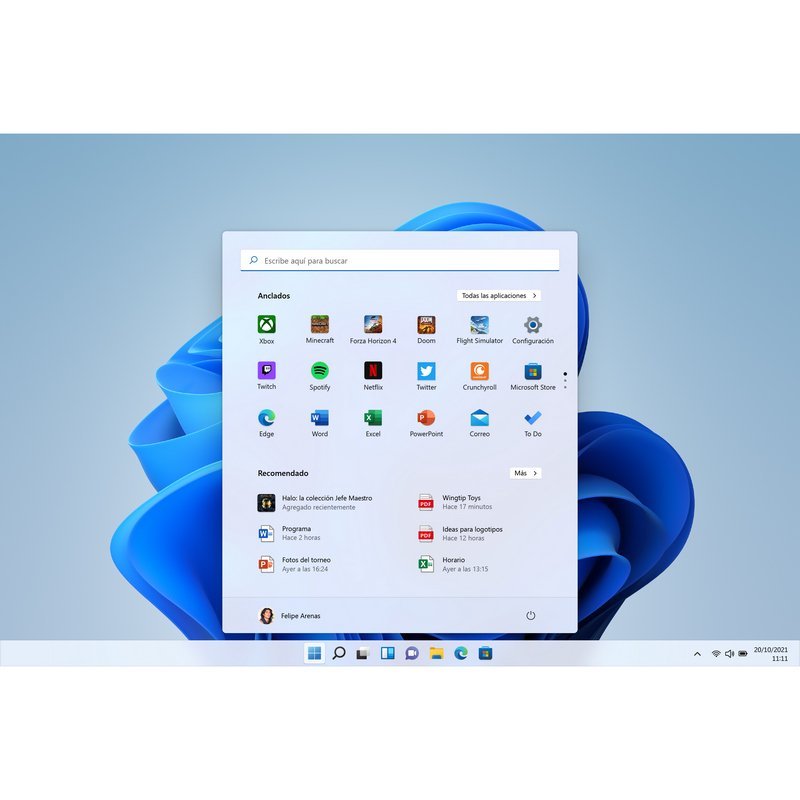 Escribe aquí para buscar
Anclados
Todas las aplicaciones
Xbox
Minecraft
Forza Horizon 4
Doom
Flight Simulator
Configuración
Twitch
Spotify
Netflix
Twitter
Crunchyroll
Microsoft Store
Edge
Word
Excel
PowerPoint
Correo
To Do
Recomendado
Más
Halo: la colección Jefe Maestro
Agregado recientemente
Wingtip Toys
Hace 17 minutos
Programa
Hace 2 horas
Ideas para logotipos
Hace 12 horas
Fotos del torneo
Ayer a las 16:24
Horario
Ayer a las 13:15
Felipe Arenas
20/10/2021
11:11